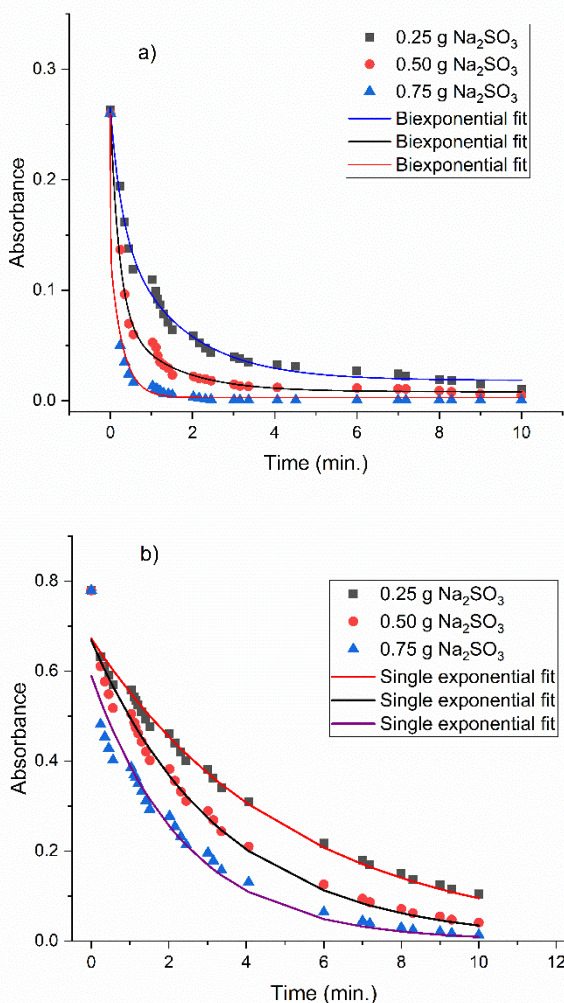 a)
0.25 g Na₂SO₃
0.50 g Na₂SO₃
0.75 g Na₂SO₃
Biexponential fit
Biexponential fit
Biexponential fit
0.3
0.2
0.1
0.0
Absorbance
0 2 4 6 8 10
Time (min.)
b)
0.25 g Na₂SO₃
0.50 g Na₂SO₃
0.75 g Na₂SO₃
Single exponential fit
Single exponential fit
Single exponential fit
0.8
0.6
0.4
0.2
0.0
Absorbance
0 2 4 6 8 10 12
Time (min.)